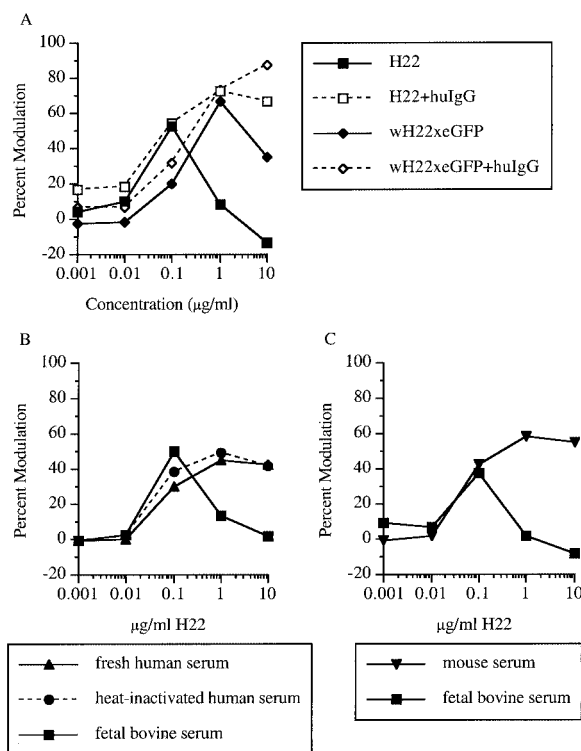 A
100
80
60
40
20
0
-20
Percent Modulation
0.001 0.01 0.1 1 10
Concentration (μg/ml)
H22
H22+huIgG
wH22xeGFP
wH22xeGFP+huIgG
B
100
80
60
40
20
0
-20
Percent Modulation
0.001 0.01 0.1 1 10
μg/ml H22
fresh human serum
heat-inactivated human serum
fetal bovine serum
C
100
80
60
40
20
0
-20
Percent Modulation
0.001 0.01 0.1 1 10
μg/ml H22
mouse serum
fetal bovine serum